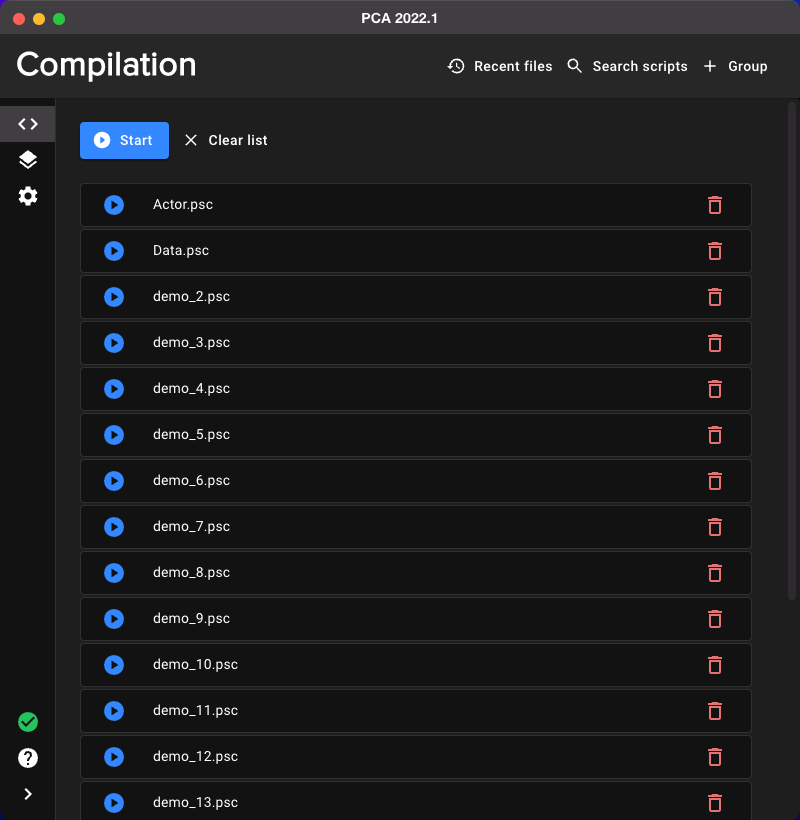 PCA 2022.1
Compilation
Recent files
Search scripts
Group
Start
Clear list
Actor.psc
Data.psc
demo_2.psc
demo_3.psc
demo_4.psc
demo_5.psc
demo_6.psc
demo_7.psc
demo_8.psc
demo_9.psc
demo_10.psc
demo_11.psc
demo_12.psc
demo_13.psc